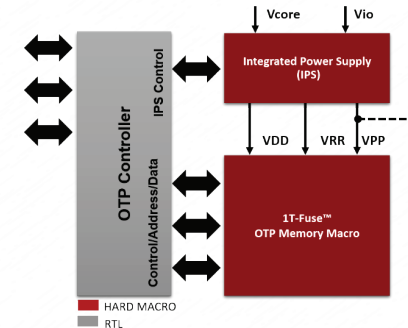 Vcore
Vio
Integrated Power Supply
(IPS)
IPS Control
OTP Controller
Control/Address/Data
VDD
VRR
VPP
1T-Fuse™
OTP Memory Macro
HARD MACRO
RTL